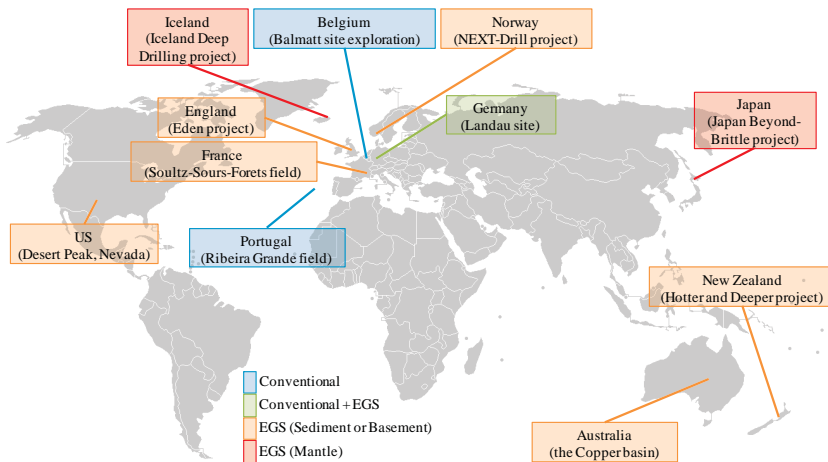 Iceland
(Iceland Deep
Drilling project)
Belgium
(Balmatt site exploration)
Norway
(NEXT-Drill project)
England
(Eden project)
Germany
(Landau site)
Japan
(Japan Beyond-
Brittle project)
France
(Soultz-Sours-Forets field)
US
(Desert Peak, Nevada)
Portugal
(Ribeira Grande field)
New Zealand
(Hotter and Deeper project)
Conventional
Conventional + EGS
EGS (Sediment or Basement)
EGS (Mantle)
Australia
(the Copper basin)